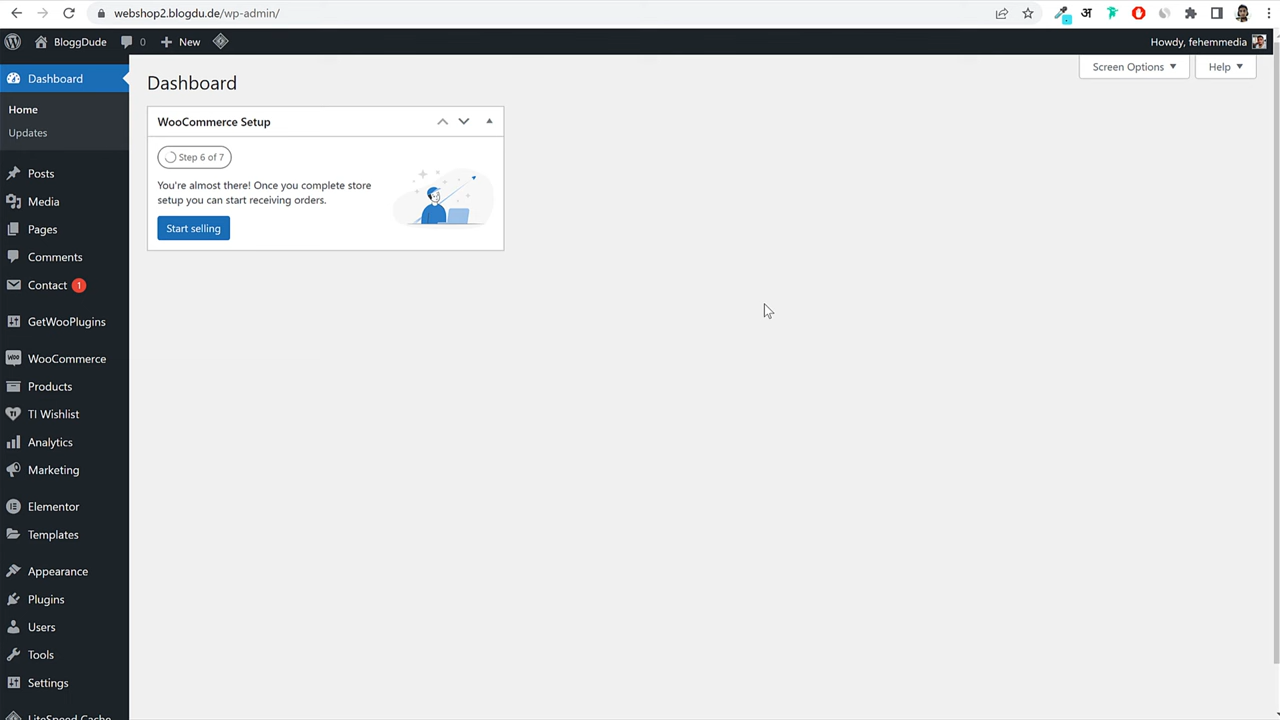 webshop2.blogdu.de/wp-admin/
अ
BloggDude
0
New
Howdy, fehemmedia
Dashboard
Home
Updates
Posts
Media
Pages
Comments
Contact 1
GetWooPlugins
WooCommerce
Products
TI Wishlist
Analytics
Marketing
Elementor
Templates
Appearance
Plugins
Users
Tools
Settings
LiteSpeed Cache
Screen Options
Help
Dashboard
WooCommerce Setup
Step 6 of 7
You're almost there! Once you complete store
setup you can start receiving orders.
Start selling